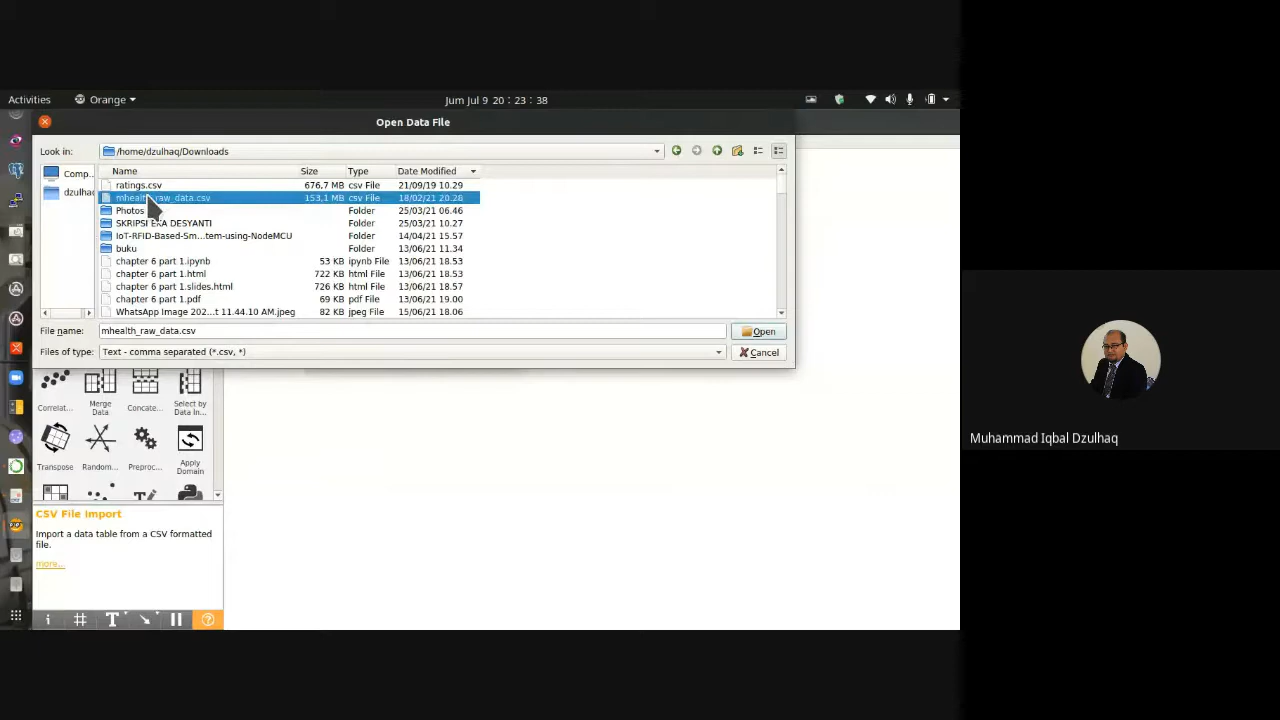 Activities Orange Jum Jul 9 20:23:38
Open Data File
Look in: /home/dzulhaq/Downloads
Comp...
dzulhaq
Name Size Type Date Modified
ratings.csv 676,7 MB csv File 21/09/19 10.29
mhealth_raw_data.csv 153,1 MB csv File 18/02/21 20.28
Photos Folder 25/03/21 06.46
SKRIPSI EKA DESYANTI Folder 25/03/21 10.27
IoT-RFID-Based-Sm...tem-using-NodeMCU Folder 14/04/21 15.57
buku Folder 13/06/21 11.34
chapter 6 part 1.ipynb 53 KB ipynb File 13/06/21 18.53
chapter 6 part 1.html 722 KB html File 13/06/21 18.53
chapter 6 part 1.slides.html 726 KB html File 13/06/21 18.57
chapter 6 part 1.pdf 69 KB pdf File 13/06/21 19.00
WhatsApp Image 202...t 11.44.10 AM.jpeg 82 KB jpeg File 15/06/21 18.06
File name: mhealth_raw_data.csv Open
Files of type: Text - comma separated (*.csv, *) Cancel
Correlat... Merge Data Concate... Select by Data In...
Transpose Random... Preproc... Apply Domain
CSV File Import
Import a data table from a CSV formatted
file.
more...
Muhammad Iqbal Dzulhaq